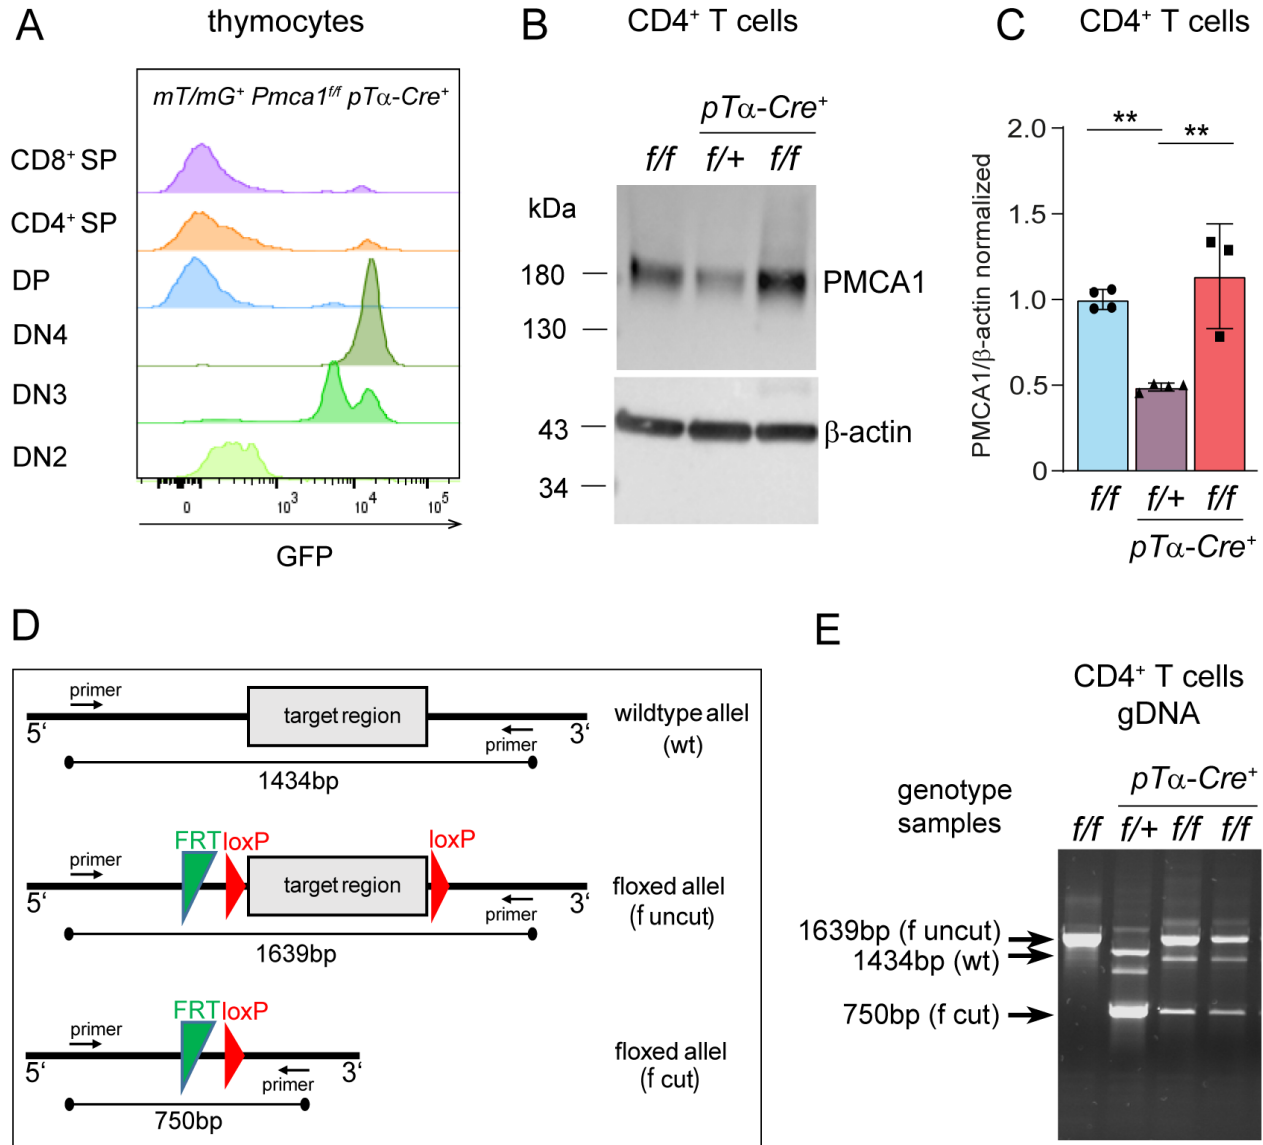 A
thymocytes
mT/mG⁺ Pmca1ᶠ/ᶠ pTα-Cre⁺
CD8⁺ SP
CD4⁺ SP
DP
DN4
DN3
DN2
0 10³ 10⁴ 10⁵
GFP
B
CD4⁺ T cells
pTα-Cre⁺
f/f f/+ f/f
kDa
180
130
43
34
PMCA1
β-actin
C
CD4⁺ T cells
PMCA1/β-actin normalized
2.0
1.5
1.0
0.5
0
** **
f/f f/+ f/f
pTα-Cre⁺
D
primer
target region
5‘ 3‘
primer
1434bp
wildtype allel
(wt)
FRT loxP loxP
primer
target region
5‘ 3‘
primer
1639bp
floxed allel
(f uncut)
FRT loxP
primer
5‘ 3‘
primer
750bp
floxed allel
(f cut)
E
CD4⁺ T cells
gDNA
pTα-Cre⁺
genotype
samples
f/f f/+ f/f f/f
1639bp (f uncut)
1434bp (wt)
750bp (f cut)